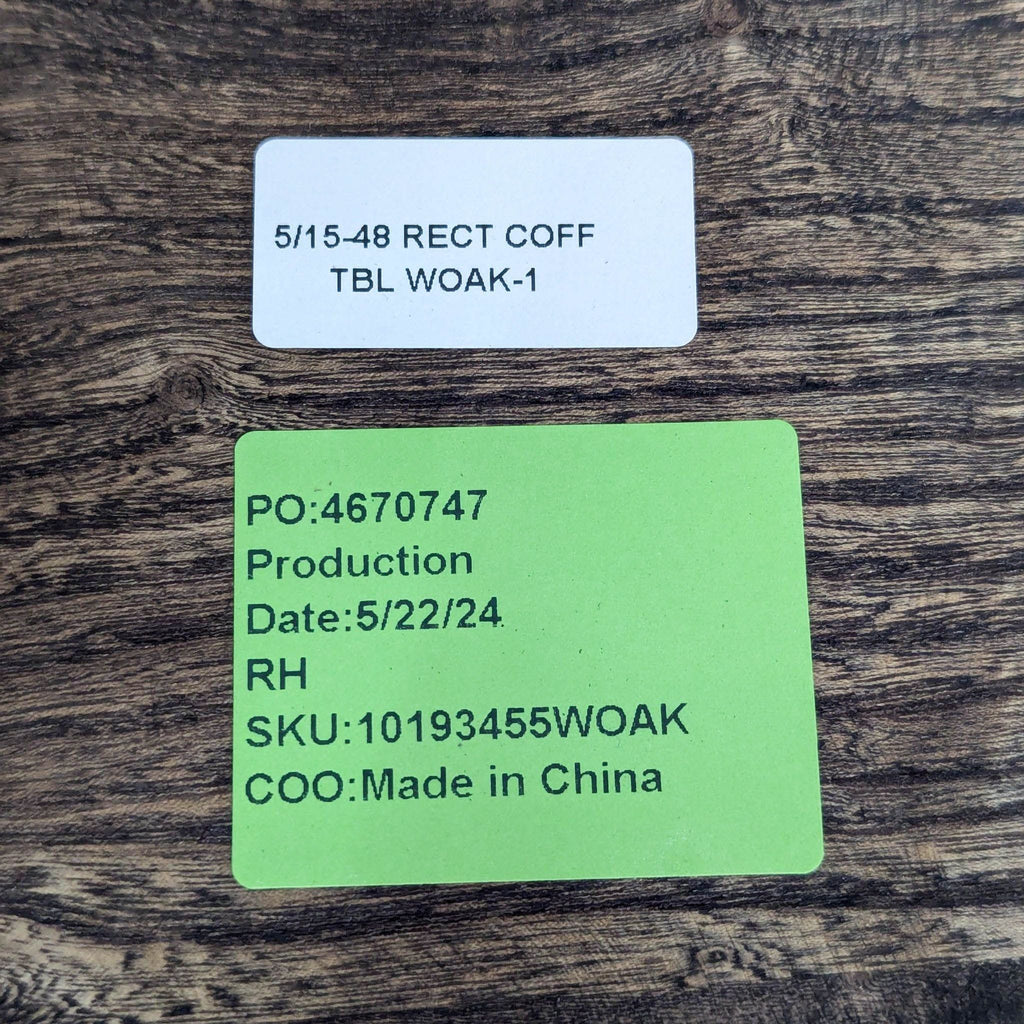 5/15-48 RECT COFF
TBL WOAK-1
PO:4670747
Production
Date:5/22/24
RH
SKU:10193455WOAK
COO:Made in China